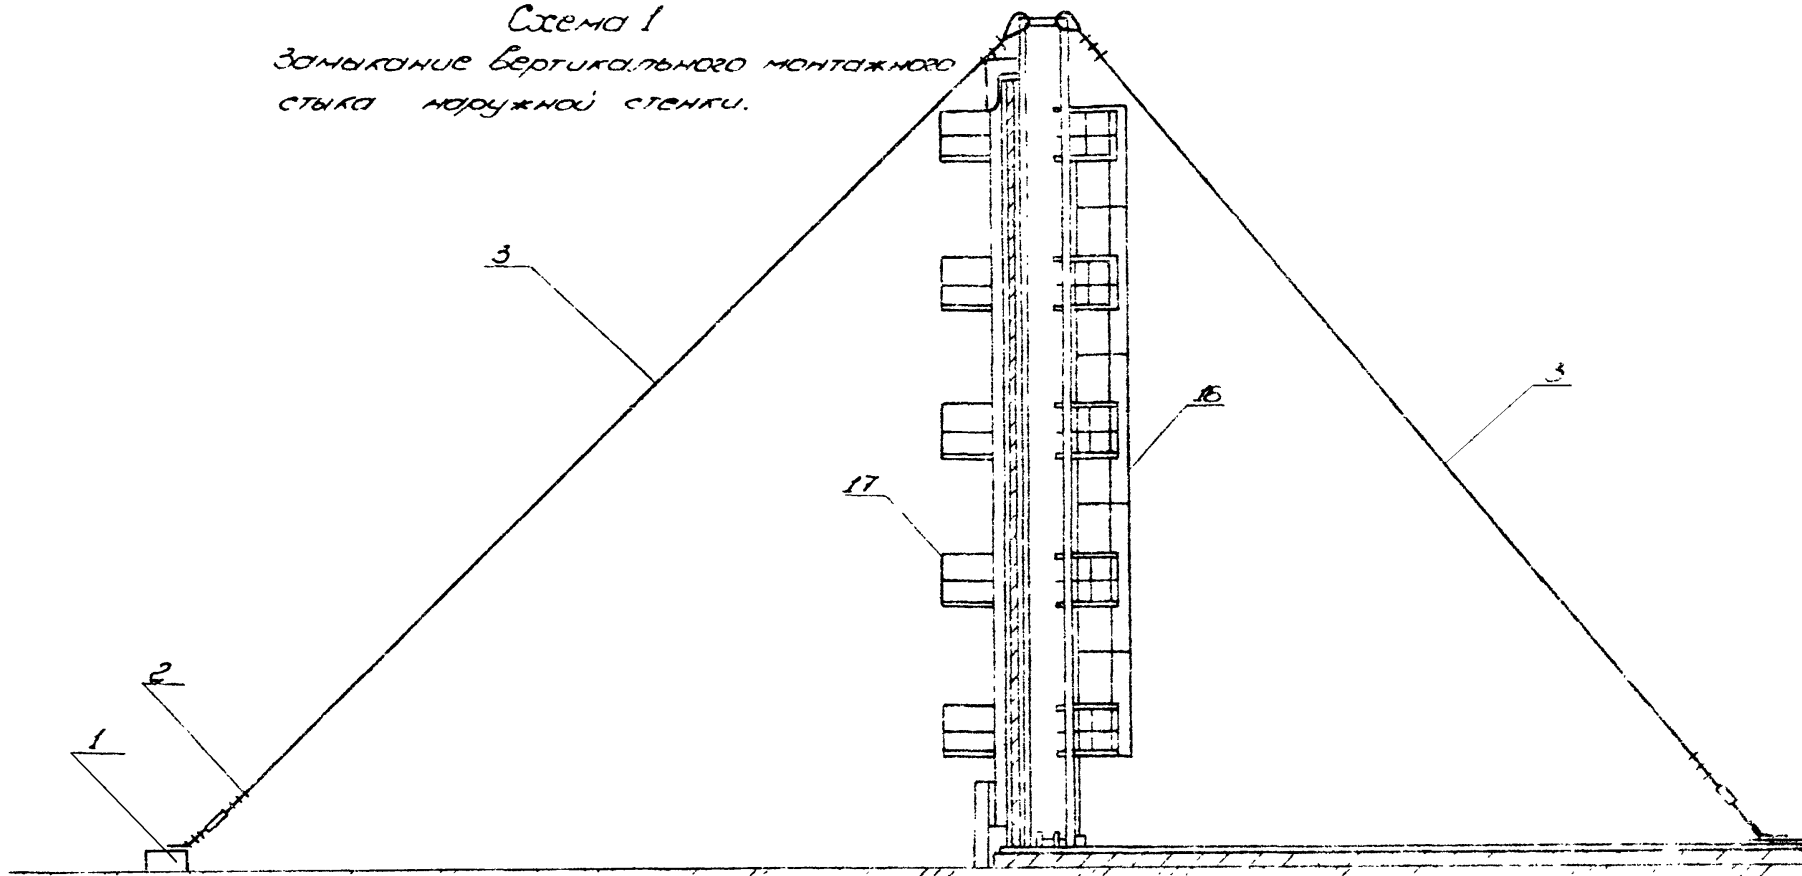 Схема 1
Замыкание вертикального монтажного
стыка наружной стенки.
3
3
16
17
2
1